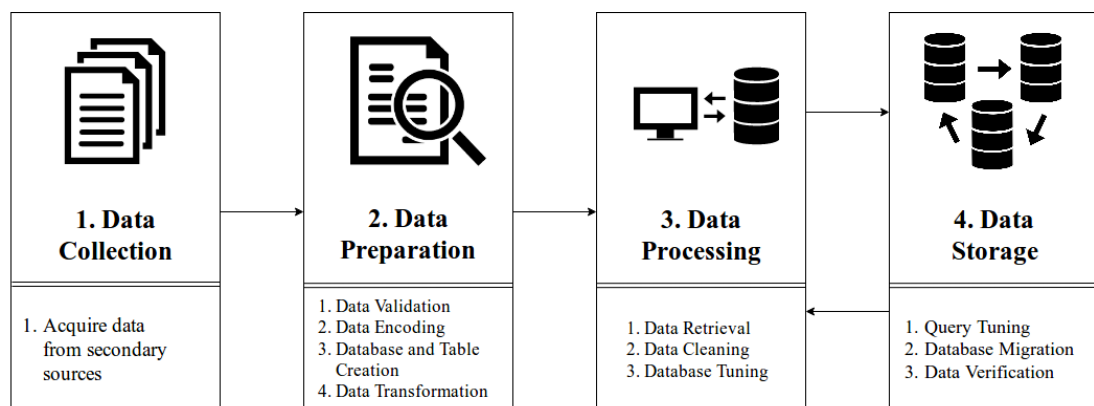 1. Data
Collection
1. Acquire data
from secondary
sources
2. Data
Preparation
1. Data Validation
2. Data Encoding
3. Database and Table
Creation
4. Data Transformation
3. Data
Processing
1. Data Retrieval
2. Data Cleaning
3. Database Tuning
4. Data
Storage
1. Query Tuning
2. Database Migration
3. Data Verification